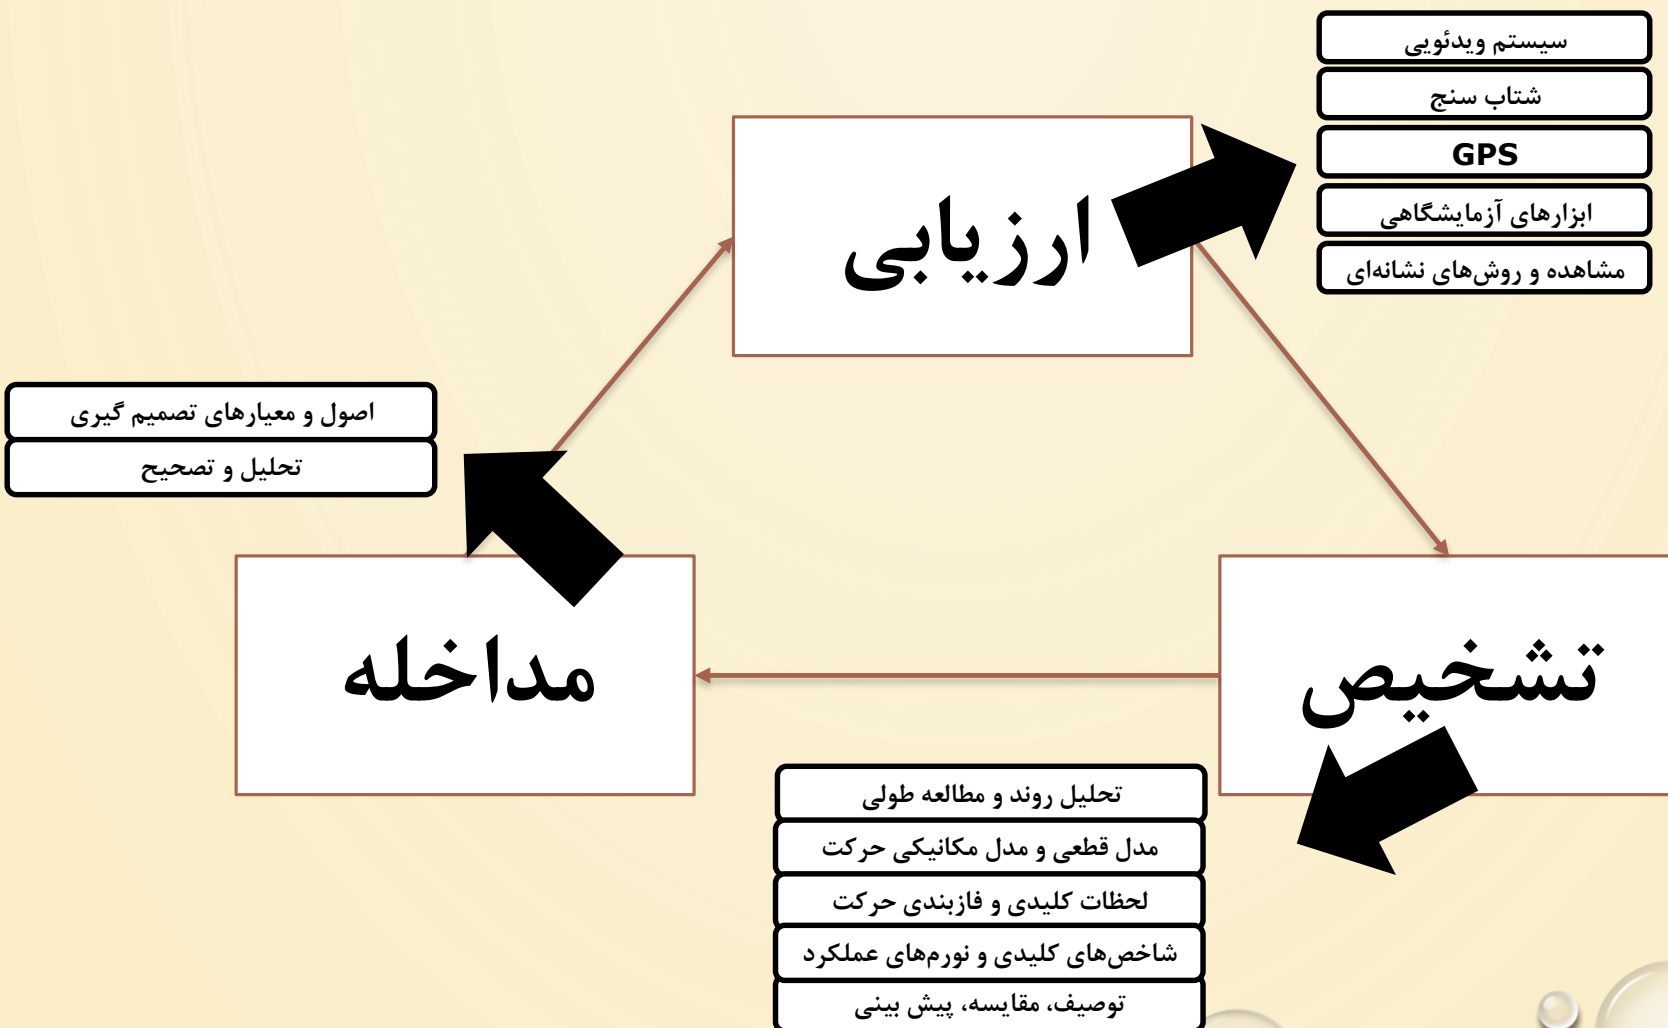 سیستم ویدئویی
شتاب سنج
GPS
ابزارهای آزمایشگاهی
مشاهده و روش‌های نشانه‌ای
ارزیابی
اصول و معیارهای تصمیم گیری
تحلیل و تصحیح
تشخیص
مداخله
تحلیل روند و مطالعه طولی
مدل قطعی و مدل مکانیکی حرکت
لحظات کلیدی و فازبندی حرکت
شاخص‌های کلیدی و نورم‌های عملکرد
توصیف، مقایسه، پیش بینی